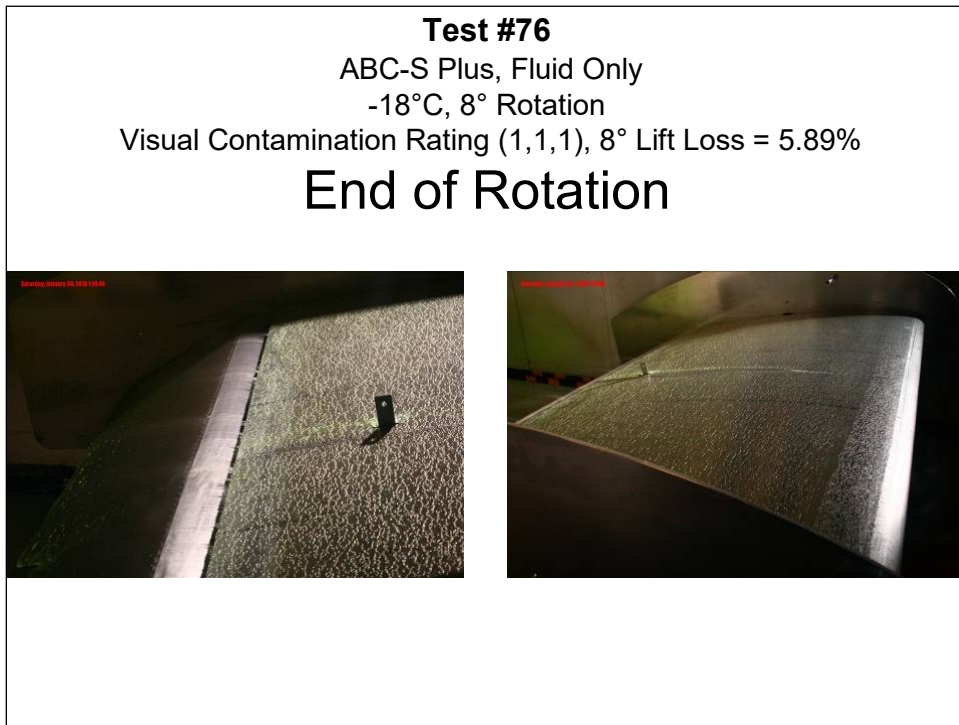 Test #76
ABC-S Plus, Fluid Only
-18°C, 8° Rotation
Visual Contamination Rating (1,1,1), 8° Lift Loss = 5.89%
End of Rotation